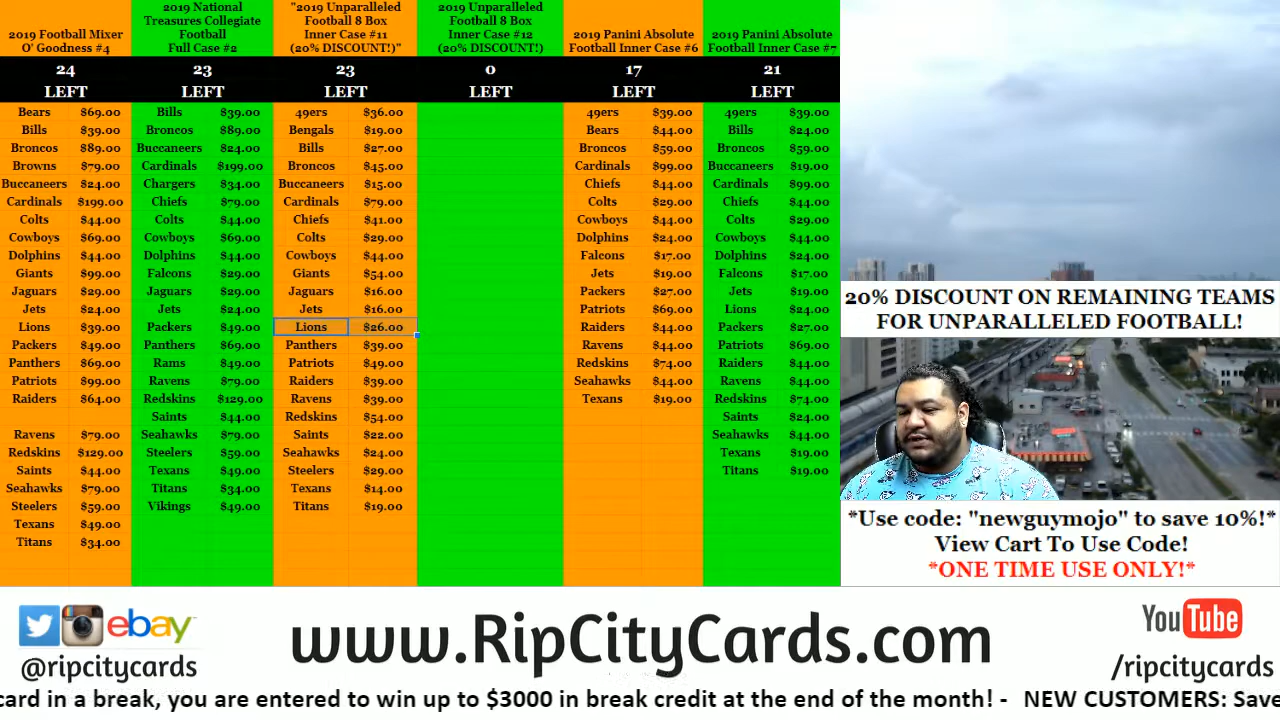 2019 Football Mixer
O' Goodness #4
24
LEFT
Bears $69.00
Bills $39.00
Broncos $89.00
Browns $79.00
Buccaneers $24.00
Cardinals $199.00
Colts $44.00
Cowboys $69.00
Dolphins $44.00
Giants $99.00
Jaguars $29.00
Jets $24.00
Lions $39.00
Packers $49.00
Panthers $69.00
Patriots $99.00
Raiders $64.00
Ravens $79.00
Redskins $129.00
Saints $44.00
Seahawks $79.00
Steelers $59.00
Texans $49.00
Titans $34.00
2019 National
Treasures Collegiate
Football
Full Case #2
23
LEFT
Bills $39.00
Broncos $89.00
Buccaneers $24.00
Cardinals $199.00
Chargers $34.00
Chiefs $79.00
Colts $44.00
Cowboys $69.00
Dolphins $44.00
Falcons $29.00
Jaguars $29.00
Jets $24.00
Packers $49.00
Panthers $69.00
Rams $49.00
Ravens $79.00
Redskins $129.00
Saints $44.00
Seahawks $79.00
Steelers $59.00
Texans $49.00
Titans $34.00
Vikings $49.00
"2019 Unparalleled
Football 8 Box
Inner Case #11
(20% DISCOUNT!)"
23
LEFT
49ers $36.00
Bengals $19.00
Bills $27.00
Broncos $45.00
Buccaneers $15.00
Cardinals $79.00
Chiefs $41.00
Colts $29.00
Cowboys $44.00
Giants $54.00
Jaguars $16.00
Jets $16.00
Lions $26.00
Panthers $39.00
Patriots $49.00
Raiders $39.00
Ravens $39.00
Redskins $54.00
Saints $22.00
Seahawks $24.00
Steelers $29.00
Texans $14.00
Titans $19.00
2019 Unparalleled
Football 8 Box
Inner Case #12
(20% DISCOUNT!)
0
LEFT
2019 Panini Absolute
Football Inner Case #6
17
LEFT
49ers $39.00
Bears $44.00
Broncos $59.00
Cardinals $99.00
Chiefs $44.00
Colts $29.00
Cowboys $44.00
Dolphins $24.00
Falcons $17.00
Jets $19.00
Packers $27.00
Patriots $69.00
Raiders $44.00
Ravens $44.00
Redskins $74.00
Seahawks $44.00
Texans $19.00
2019 Panini Absolute
Football Inner Case #7
21
LEFT
49ers $39.00
Bills $24.00
Broncos $59.00
Buccaneers $19.00
Cardinals $99.00
Chiefs $44.00
Colts $29.00
Cowboys $44.00
Dolphins $24.00
Falcons $17.00
Jets $19.00
Lions $24.00
Packers $27.00
Patriots $69.00
Raiders $44.00
Ravens $44.00
Redskins $74.00
Saints $24.00
Seahawks $44.00
Texans $19.00
Titans $19.00
20% DISCOUNT ON REMAINING TEAMS
FOR UNPARALLELED FOOTBALL!
*Use code: "newguymojo" to save 10%!*
View Cart To Use Code!
*ONE TIME USE ONLY!*
ebay
@ripcitycards
www.RipCityCards.com
YouTube
/ripcitycards
card in a break, you are entered to win up to $3000 in break credit at the end of the month! - NEW CUSTOMERS: Save